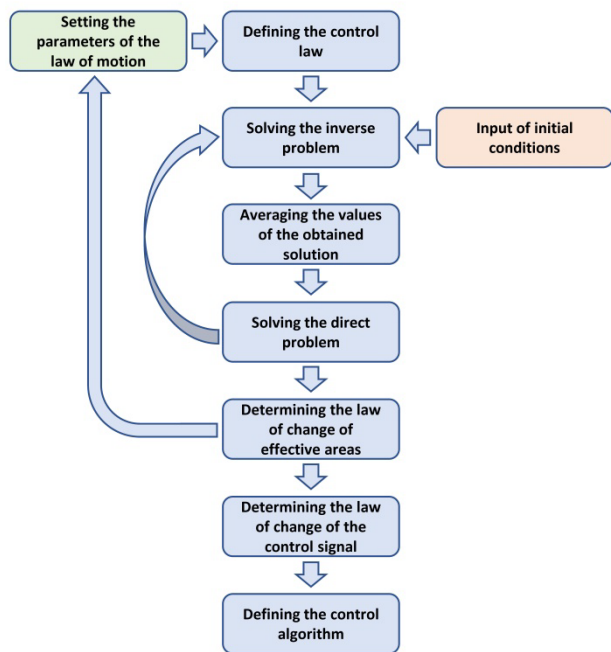 Setting the
parameters of the
law of motion
Defining the control
law
Solving the inverse
problem
Input of initial
conditions
Averaging the values
of the obtained
solution
Solving the direct
problem
Determining the law
of change of
effective areas
Determining the law
of change of the
control signal
Defining the control
algorithm